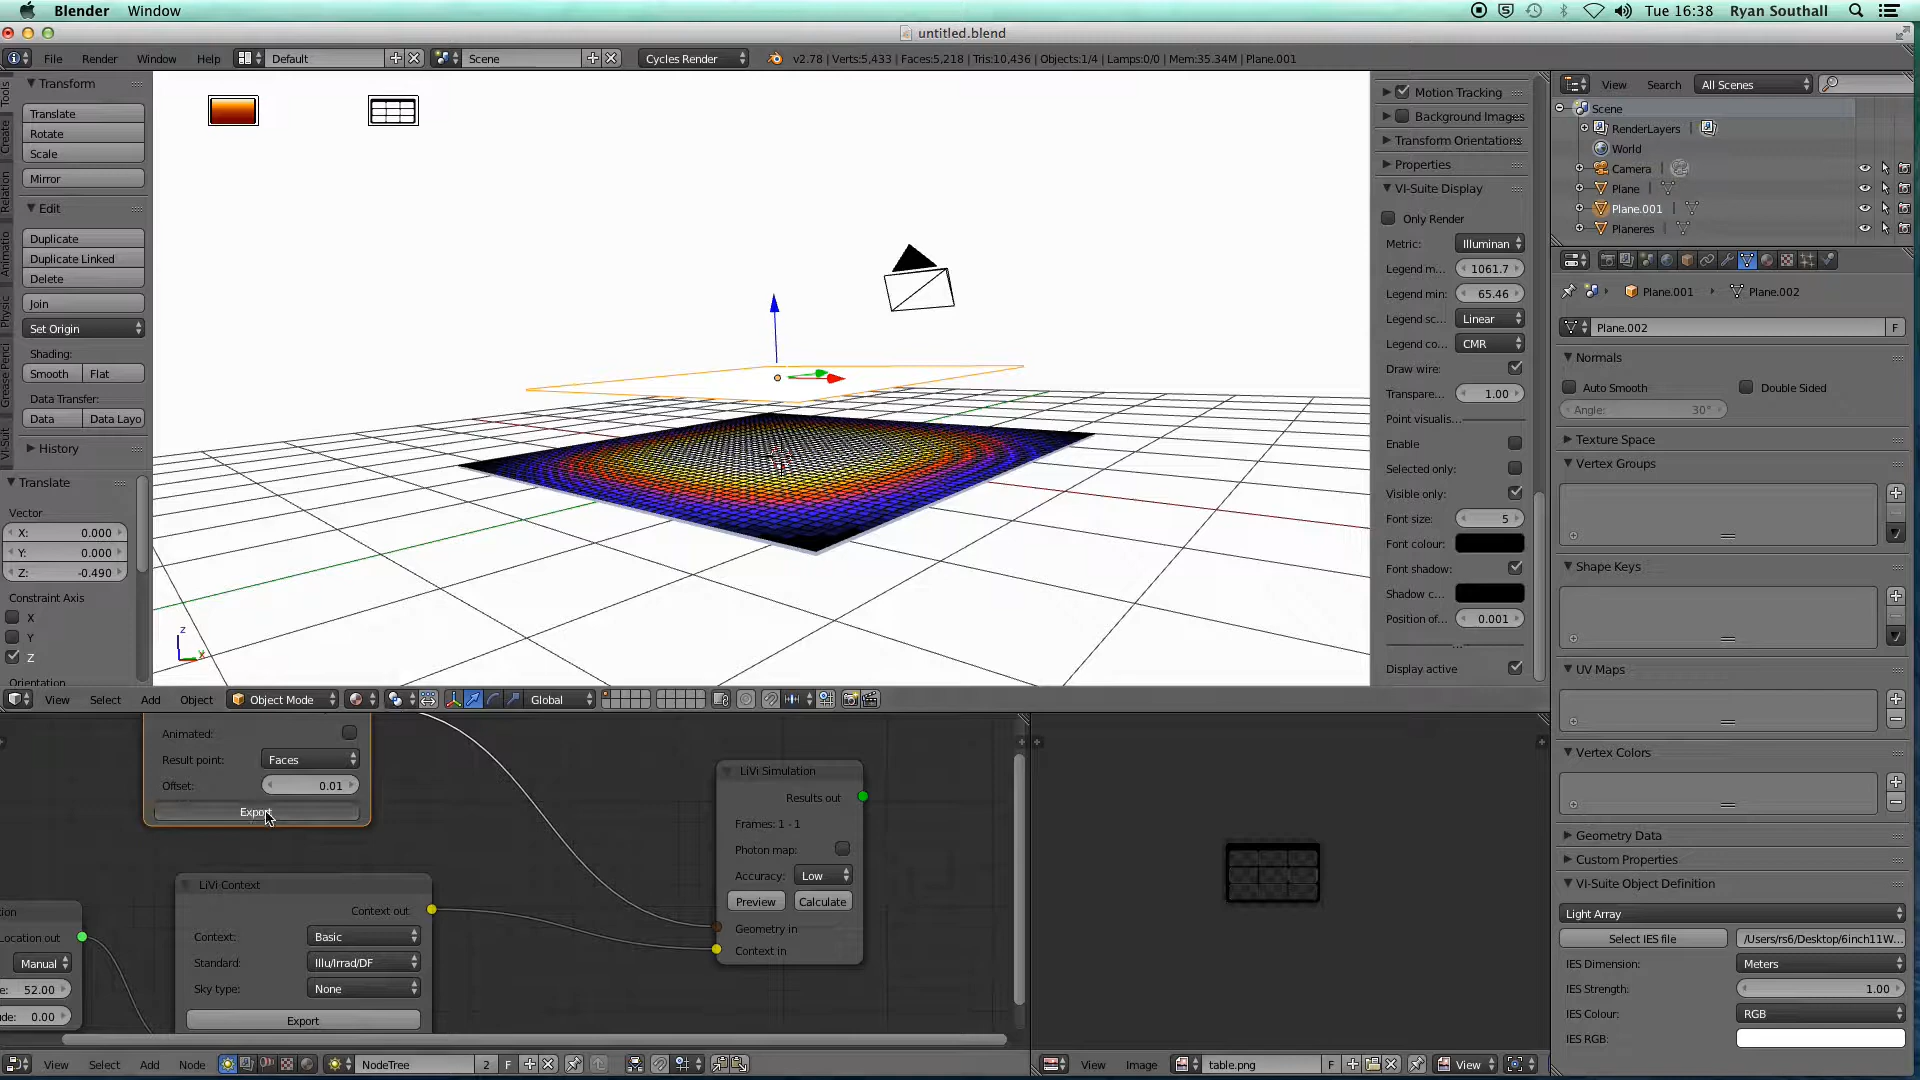 Blender Window Tue 16:38 Ryan Southall
untitled.blend
File Render Window Help Default Scene Cycles Render v2.78 | Verts:5,433 | Faces:5,218 | Tris:10,436 | Objects:1/4 | Lamps:0/0 | Mem:35.34M | Plane.001
Tools
Create
Relation
Animatio
Physic
Grease Penci
VI-Suit
Transform
Translate
Rotate
Scale
Mirror
Edit
Duplicate
Duplicate Linked
Delete
Join
Set Origin
Shading:
Smooth Flat
Data Transfer:
Data Data Layo
History
Translate
Vector
X: 0.000
Y: 0.000
Z: -0.490
Constraint Axis
X
Y
Z
Orientation
z
Motion Tracking
Background Images
Transform Orientations
Properties
VI-Suite Display
Only Render
Metric: Illuminan
Legend m... 1061.7
Legend min: 65.46
Legend sc... Linear
Legend co... CMR
Draw wire:
Transpare... 1.00
Point visualis...
Enable
Selected only:
Visible only:
Font size: 5
Font colour:
Font shadow:
Shadow c...
Position of... 0.001
...
Display active
View Select Add Object Object Mode Global
View Search All Scenes
Scene
RenderLayers
World
Camera
Plane
Plane.001
Planeres
Plane.001 Plane.002
Plane.002 F
Normals
Auto Smooth Double Sided
Angle: 30°
Texture Space
Vertex Groups
Shape Keys
UV Maps
Vertex Colors
Geometry Data
Custom Properties
VI-Suite Object Definition
Light Array
Select IES file /Users/rs6/Desktop/6inch11W...
IES Dimension: Meters
IES Strength: 1.00
IES Colour: RGB
IES RGB:
Animated:
Result point: Faces
Offset: 0.01
Export
LiVi Simulation
Results out
Frames: 1 - 1
Photon map:
Accuracy: Low
Preview Calculate
Geometry in
Context in
LiVi Context
Context out
Context: Basic
Standard: Illu/Irrad/DF
Sky type: None
Export
ion
Location out
Manual
e: 52.00
ude: 0.00
View Select Add Node NodeTree 2 F
View Image table.png F View